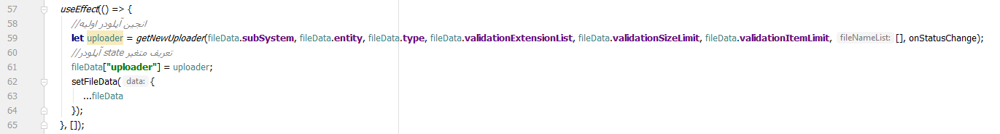 57 useEffect(() => {
58 //انجین آپلودر اولیه
59 let uploader = getNewUploader(fileData.subSystem, fileData.entity, fileData.type, fileData.validationExtensionList, fileData.validationSizeLimit, fileData.validationItemLimit, fileNameList: [], onStatusChange);
60 //تعریف متغیر state آپلودر
61 fileData["uploader"] = uploader;
62 setFileData( data: {
63 ...fileData
64 });
65 }, []);